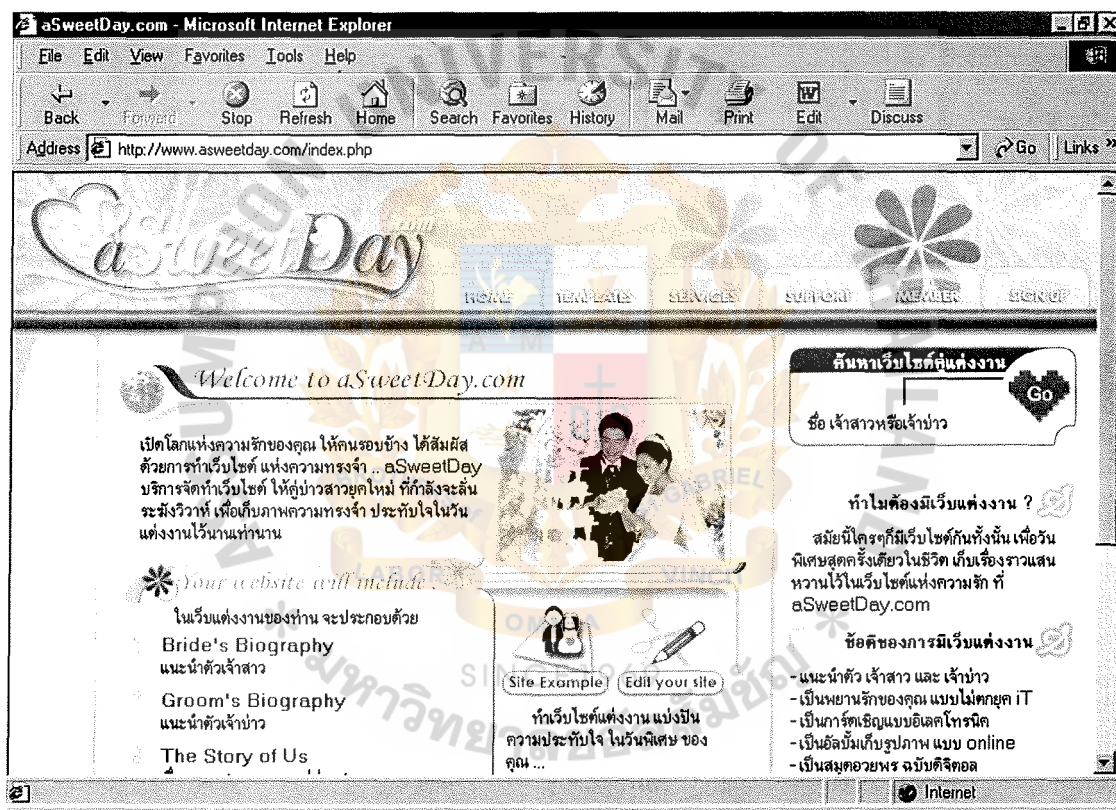 aSweetDay.com - Microsoft Internet Explorer
File Edit View Favorites Tools Help
Back Forward Stop Refresh Home Search Favorites History Mail Print Edit Discuss
Address http://www.asweetday.com/index.php Go Links »
aSweetDay.com
HOME TEMPLATES SERVICES SUPPORT MEMBER SIGN UP
Welcome to aSweetDay.com
เปิดโลกแห่งความรักของคุณ ให้คนรอบข้าง ได้สัมผัส
ด้วยการทำเว็บไซต์ แห่งความทรงจำ .. aSweetDay
บริการจัดทำเว็บไซต์ ให้คู่บ่าวสาวยุคใหม่ ที่กำลังจะลั่น
ระฆังวิวาห์ เพื่อเก็บภาพความทรงจำ ประทับใจในวัน
แต่งงานไว้นานเท่านาน
Your website will include :
ในเว็บแต่งงานของท่าน จะประกอบด้วย
Bride's Biography
แนะนำตัวเจ้าสาว
Groom's Biography
แนะนำตัวเจ้าบ่าว
The Story of Us
Site Example Edit your site
ทำเว็บไซต์แต่งงาน แบ่งปัน
ความประทับใจ ในวันพิเศษ ของ
คุณ ...
ค้นหาเว็บไซต์คู่แต่งงาน
Go
ชื่อ เจ้าสาวหรือเจ้าบ่าว
ทำไมต้องมีเว็บแต่งงาน ?
สมัยนี้ใครๆก็มีเว็บไซต์กันทั้งนั้น เพื่อวัน
พิเศษสุดครั้งเดียวในชีวิต เก็บเรื่องราวแสน
หวานไว้ในเว็บไซต์แห่งความรัก ที่
aSweetDay.com
ข้อดีของการมีเว็บแต่งงาน
- แนะนำตัว เจ้าสาว และ เจ้าบ่าว
- เป็นพยานรักของคุณ แบบไม่ตกยุค iT
- เป็นการ์ดเชิญแบบอิเลคโทรนิค
- เป็นอัลบั้มเก็บรูปภาพ แบบ online
- เป็นสมุดอวยพร ฉบับดิจิตอล
Internet
ASSUMPTION UNIVERSITY OF THAILAND
GABRIEL
LABOR VINCIT
OMNIA
SINCE 1969
มหาวิทยาลัยอัสสัมชัญ